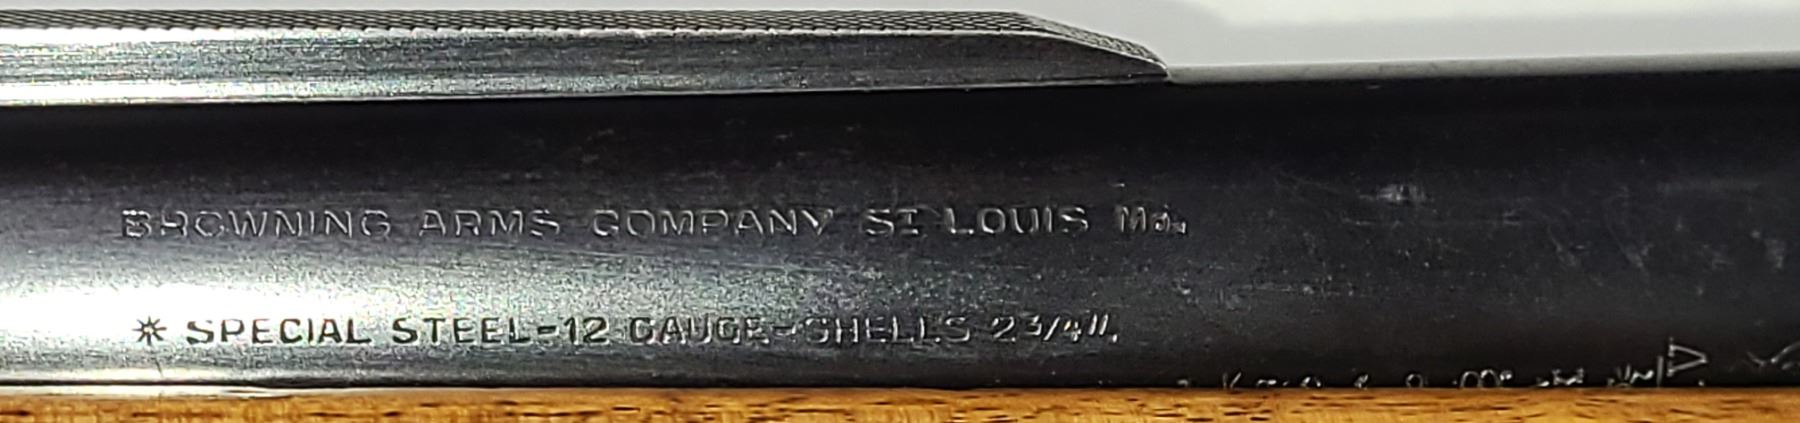 BROWNING ARMS COMPANY ST LOUIS Mo.
✳ SPECIAL STEEL-12 GAUGE-SHELLS 2 3/4".